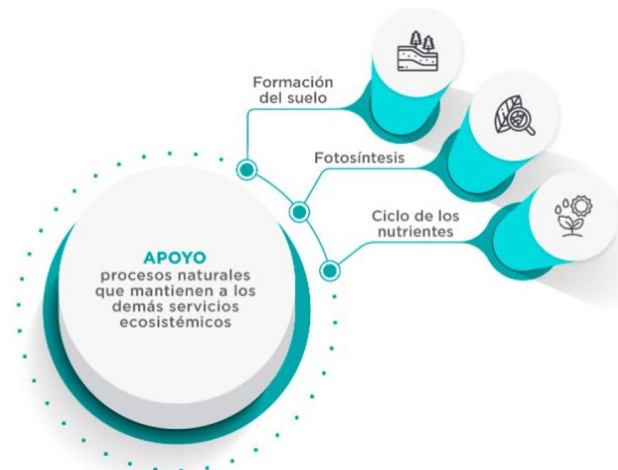 Formación
del suelo
Fotosíntesis
Ciclo de los
nutrientes
APOYO
procesos naturales
que mantienen a los
demás servicios
ecosistémicos